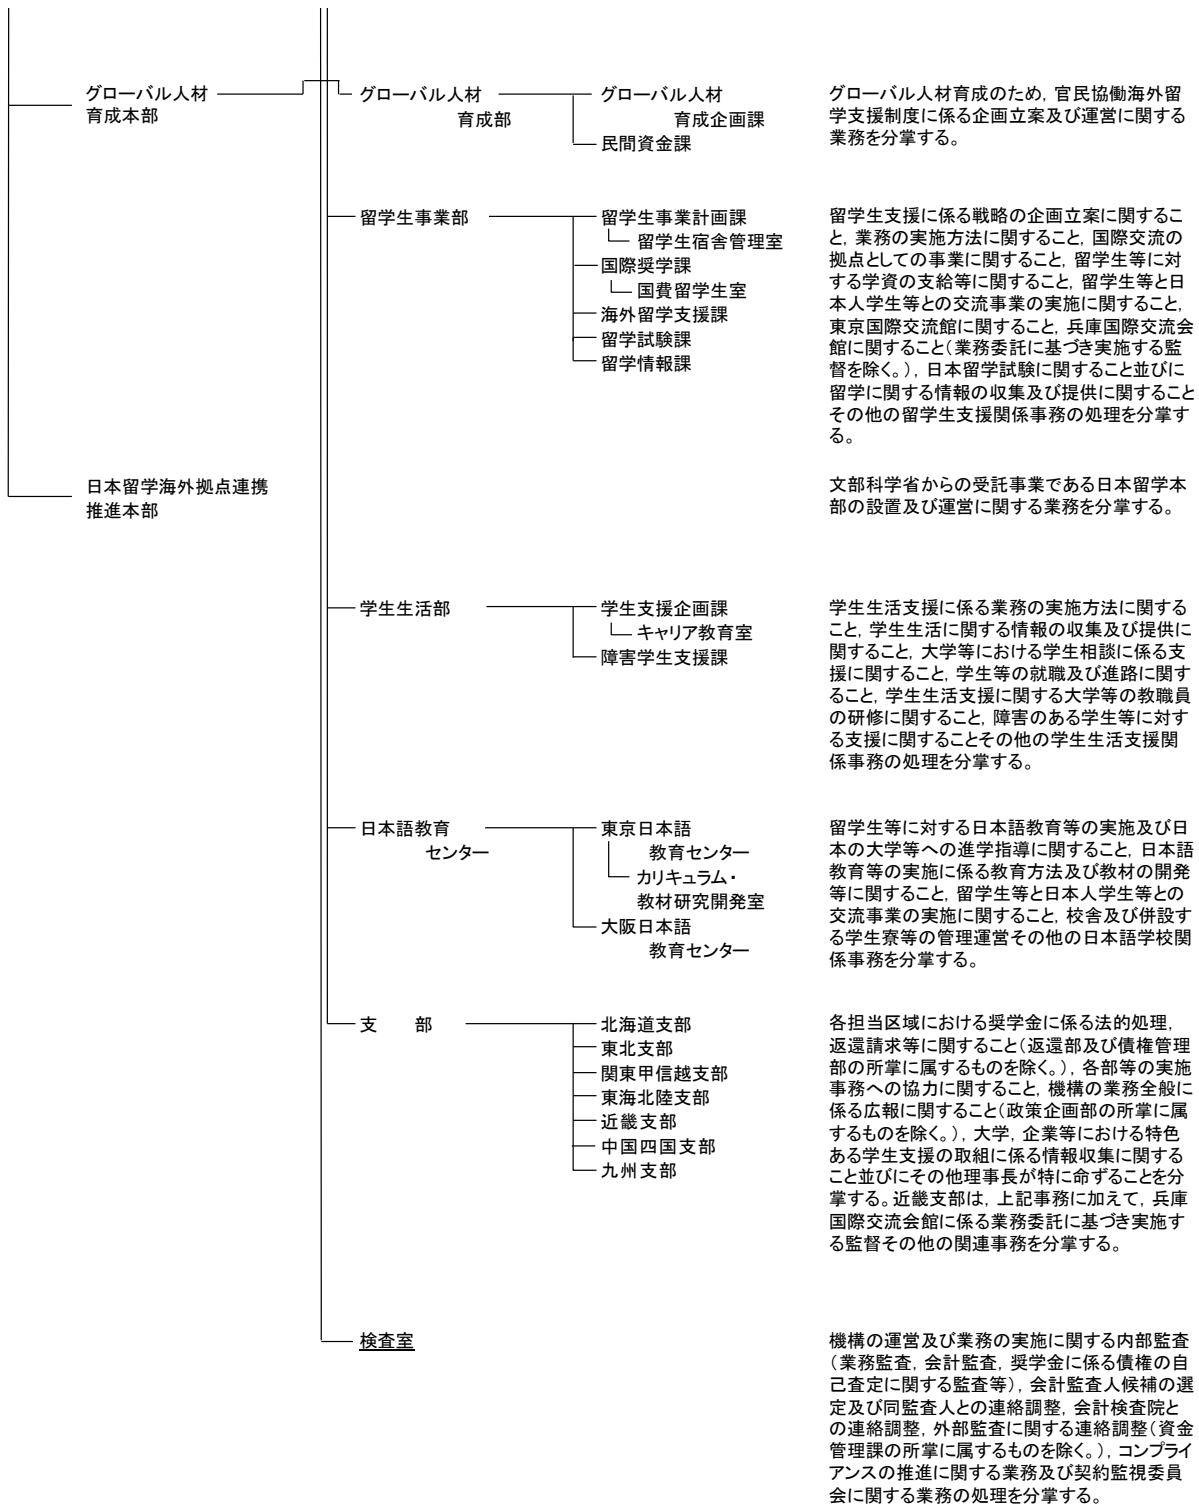 グローバル人材
育成本部
グローバル人材
育成部
グローバル人材
育成企画課
民間資金課
グローバル人材育成のため，官民協働海外留
学支援制度に係る企画立案及び運営に関する
業務を分掌する。
留学生事業部
留学生事業計画課
留学生宿舎管理室
国際奨学課
国費留学生室
海外留学支援課
留学試験課
留学情報課
留学生支援に係る戦略の企画立案に関するこ
と，業務の実施方法に関すること，国際交流の
拠点としての事業に関すること，留学生等に対
する学資の支給等に関すること，留学生等と日
本人学生等との交流事業の実施に関すること，
東京国際交流館に関すること，兵庫国際交流会
館に関すること（業務委託に基づき実施する監
督を除く。），日本留学試験に関すること並びに
留学に関する情報の収集及び提供に関すること
その他の留学生支援関係事務の処理を分掌す
る。
日本留学海外拠点連携
推進本部
文部科学省からの受託事業である日本留学本
部の設置及び運営に関する業務を分掌する。
学生生活部
学生支援企画課
キャリア教育室
障害学生支援課
学生生活支援に係る業務の実施方法に関する
こと，学生生活に関する情報の収集及び提供に
関すること，大学等における学生相談に係る支
援に関すること，学生等の就職及び進路に関す
ること，学生生活支援に関する大学等の教職員
の研修に関すること，障害のある学生等に対す
る支援に関することその他の学生生活支援関
係事務の処理を分掌する。
日本語教育
センター
東京日本語
教育センター
カリキュラム・
教材研究開発室
大阪日本語
教育センター
留学生等に対する日本語教育等の実施及び日
本の大学等への進学指導に関すること，日本語
教育等の実施に係る教育方法及び教材の開発
等に関すること，留学生等と日本人学生等との
交流事業の実施に関すること，校舎及び併設す
る学生寮等の管理運営その他の日本語学校関
係事務を分掌する。
支　　部
北海道支部
東北支部
関東甲信越支部
東海北陸支部
近畿支部
中国四国支部
九州支部
各担当区域における奨学金に係る法的処理，
返還請求等に関すること（返還部及び債権管理
部の所掌に属するものを除く。），各部等の実施
事務への協力に関すること，機構の業務全般に
係る広報に関すること（政策企画部の所掌に属
するものを除く。），大学，企業等における特色
ある学生支援の取組に係る情報収集に関する
こと並びにその他理事長が特に命ずることを分
掌する。近畿支部は，上記事務に加えて，兵庫
国際交流会館に係る業務委託に基づき実施す
る監督その他の関連事務を分掌する。
検査室
機構の運営及び業務の実施に関する内部監査
（業務監査，会計監査，奨学金に係る債権の自
己査定に関する監査等），会計監査人候補の選
定及び同監査人との連絡調整，会計検査院と
の連絡調整，外部監査に関する連絡調整（資金
管理課の所掌に属するものを除く。），コンプライ
アンスの推進に関する業務及び契約監視委員
会に関する業務の処理を分掌する。